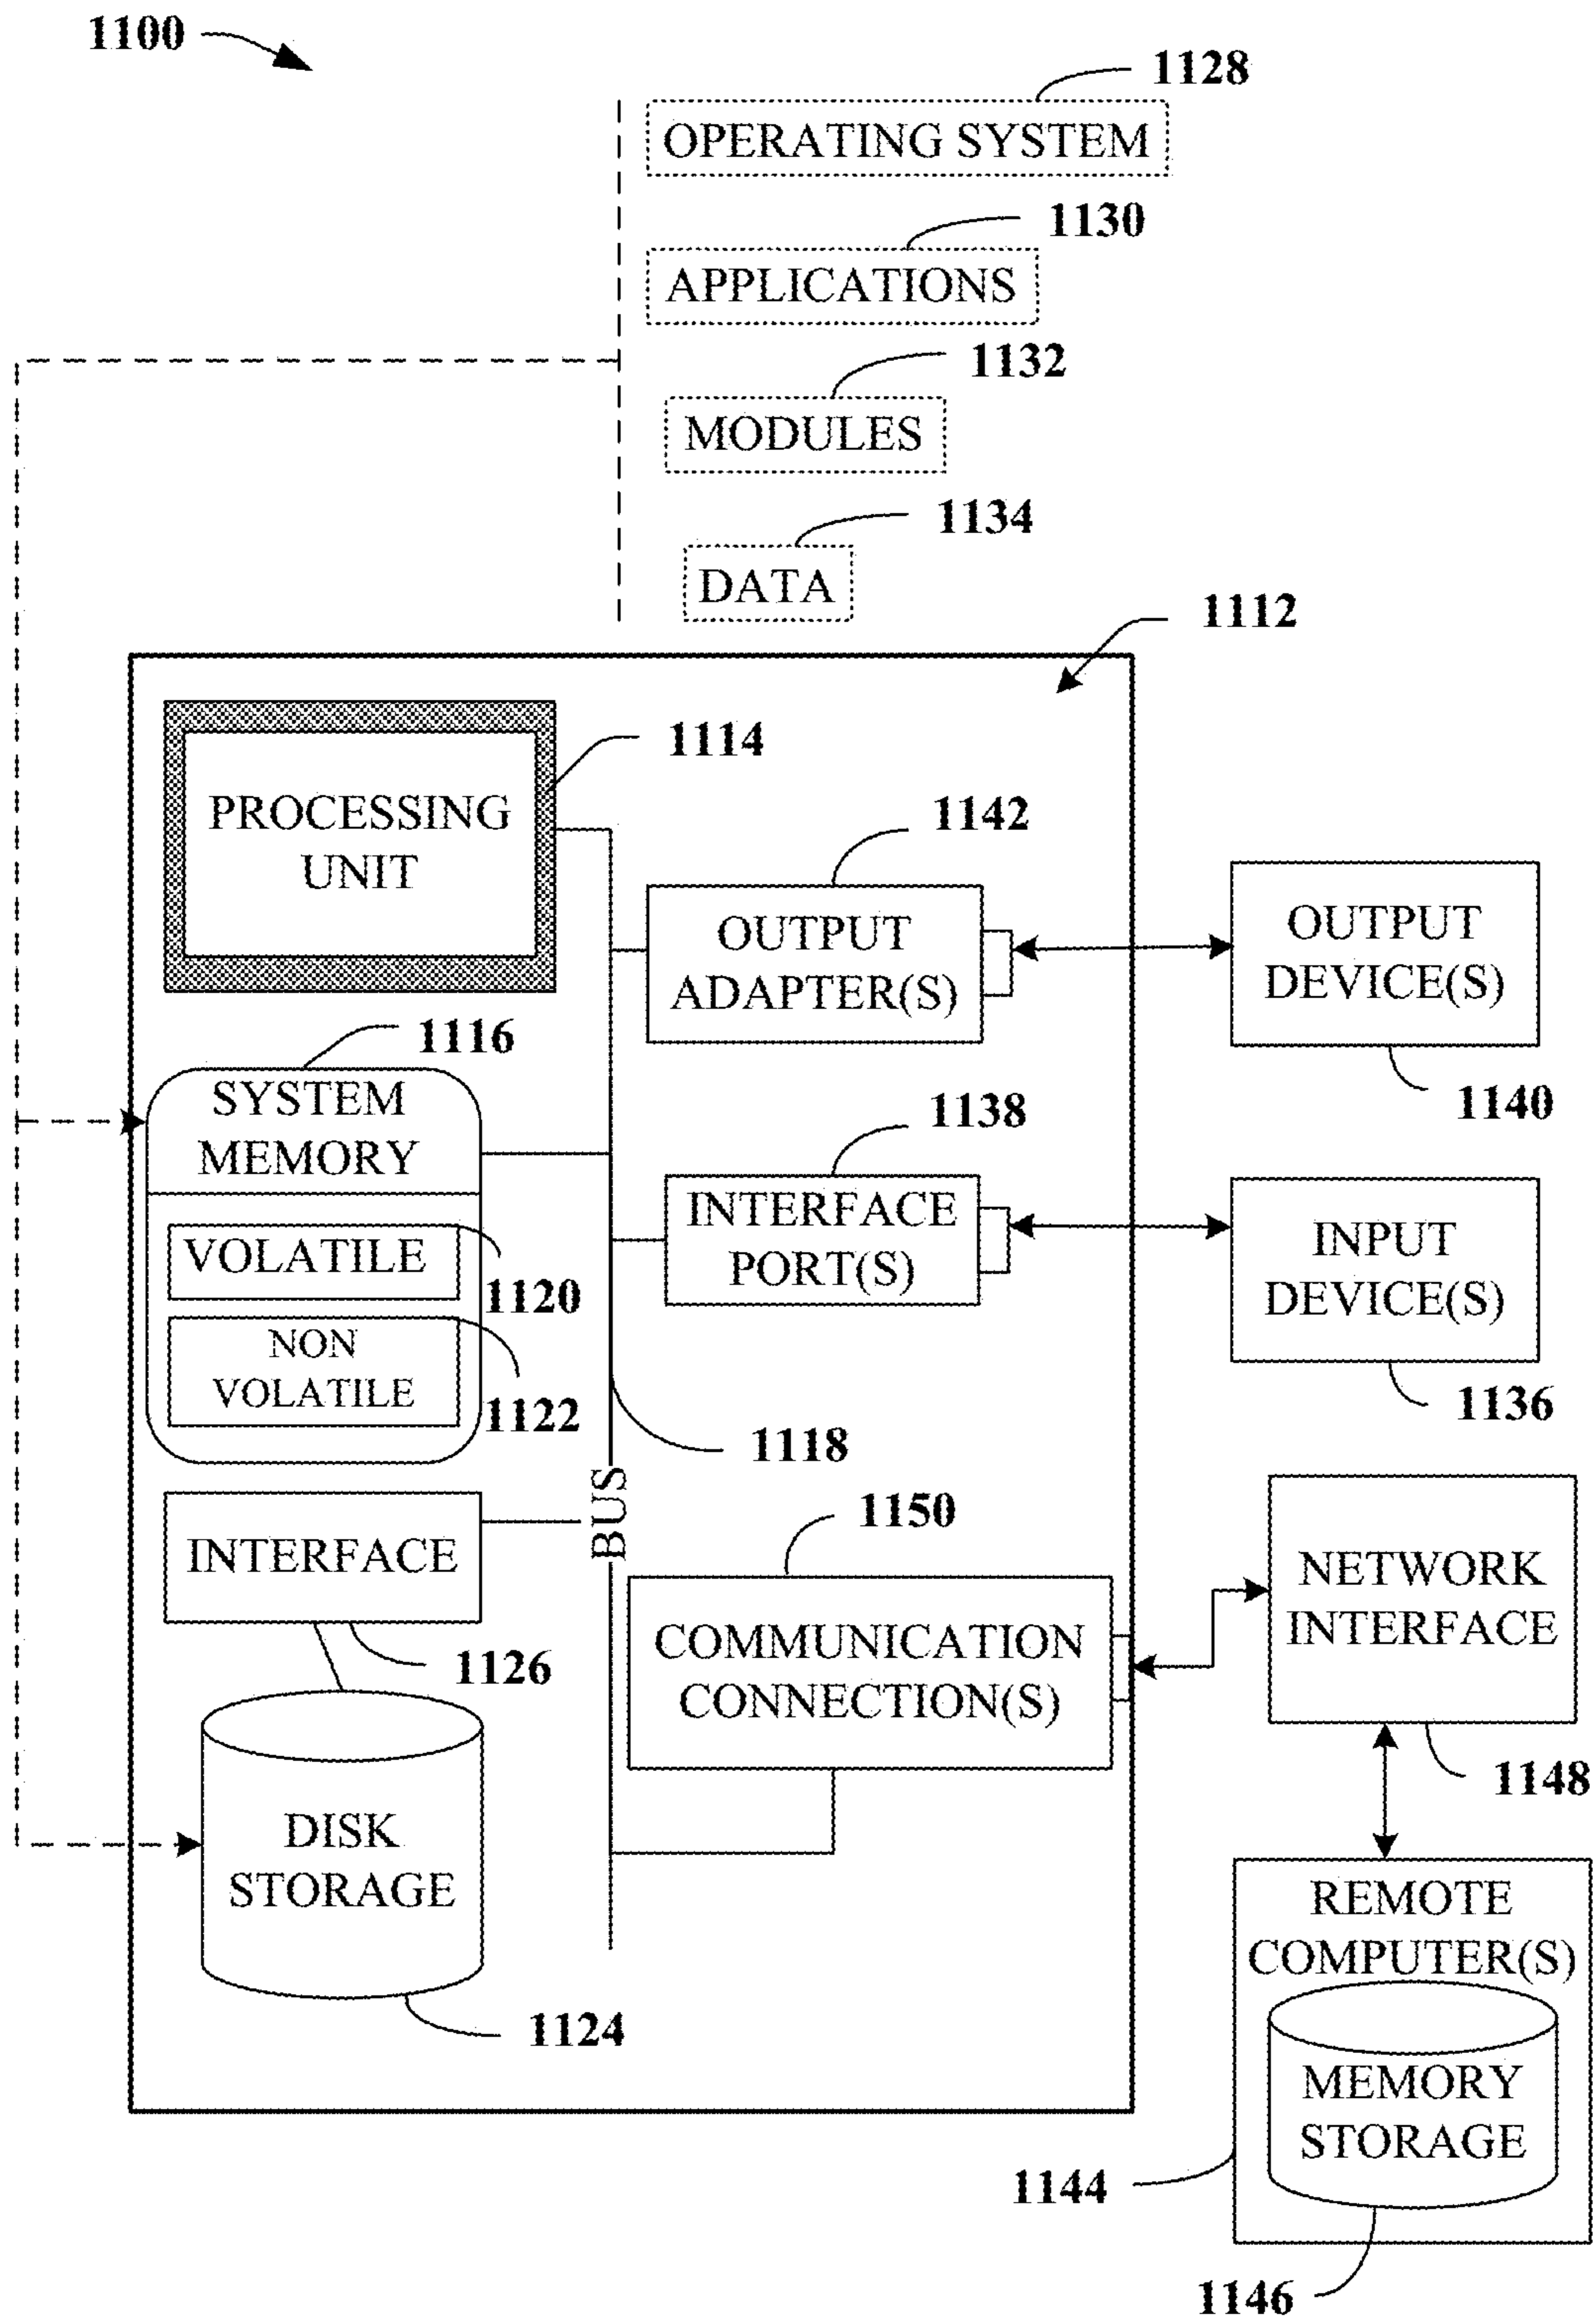 1100
1128
OPERATING SYSTEM
1130
APPLICATIONS
1132
MODULES
1134
DATA
1112
1114
PROCESSING
UNIT
1142
OUTPUT
ADAPTER(S)
OUTPUT
DEVICE(S)
1140
1116
SYSTEM
MEMORY
1138
INTERFACE
PORT(S)
INPUT
DEVICE(S)
1136
VOLATILE
1120
NON
VOLATILE
1122
1118
BUS
INTERFACE
1126
1150
COMMUNICATION
CONNECTION(S)
NETWORK
INTERFACE
1148
DISK
STORAGE
1124
REMOTE
COMPUTER(S)
MEMORY
STORAGE
1144
1146